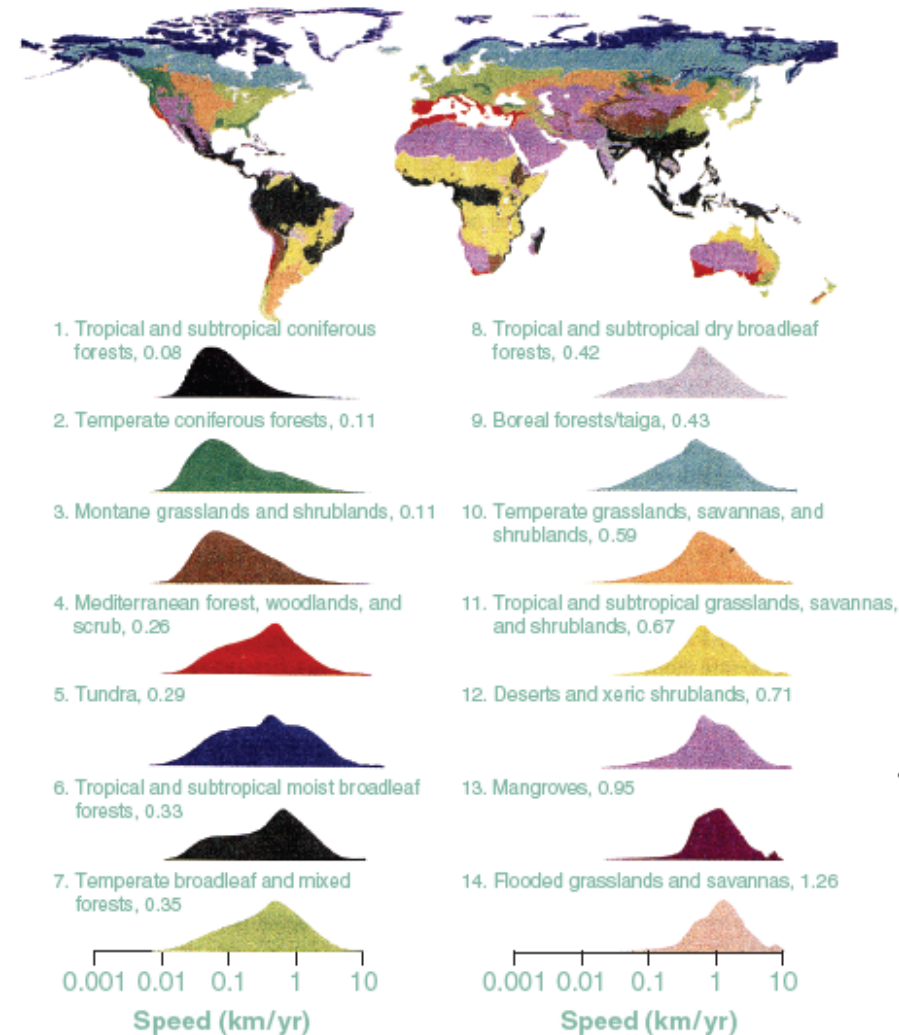 1. Tropical and subtropical coniferous
forests, 0.08
2. Temperate coniferous forests, 0.11
3. Montane grasslands and shrublands, 0.11
4. Mediterranean forest, woodlands, and
scrub, 0.26
5. Tundra, 0.29
6. Tropical and subtropical moist broadleaf
forests, 0.33
7. Temperate broadleaf and mixed
forests, 0.35
0.001 0.01 0.1 1 10
Speed (km/yr)
8. Tropical and subtropical dry broadleaf
forests, 0.42
9. Boreal forests/taiga, 0.43
10. Temperate grasslands, savannas, and
shrublands, 0.59
11. Tropical and subtropical grasslands, savannas,
and shrublands, 0.67
12. Deserts and xeric shrublands, 0.71
13. Mangroves, 0.95
14. Flooded grasslands and savannas, 1.26
0.001 0.01 0.1 1 10
Speed (km/yr)